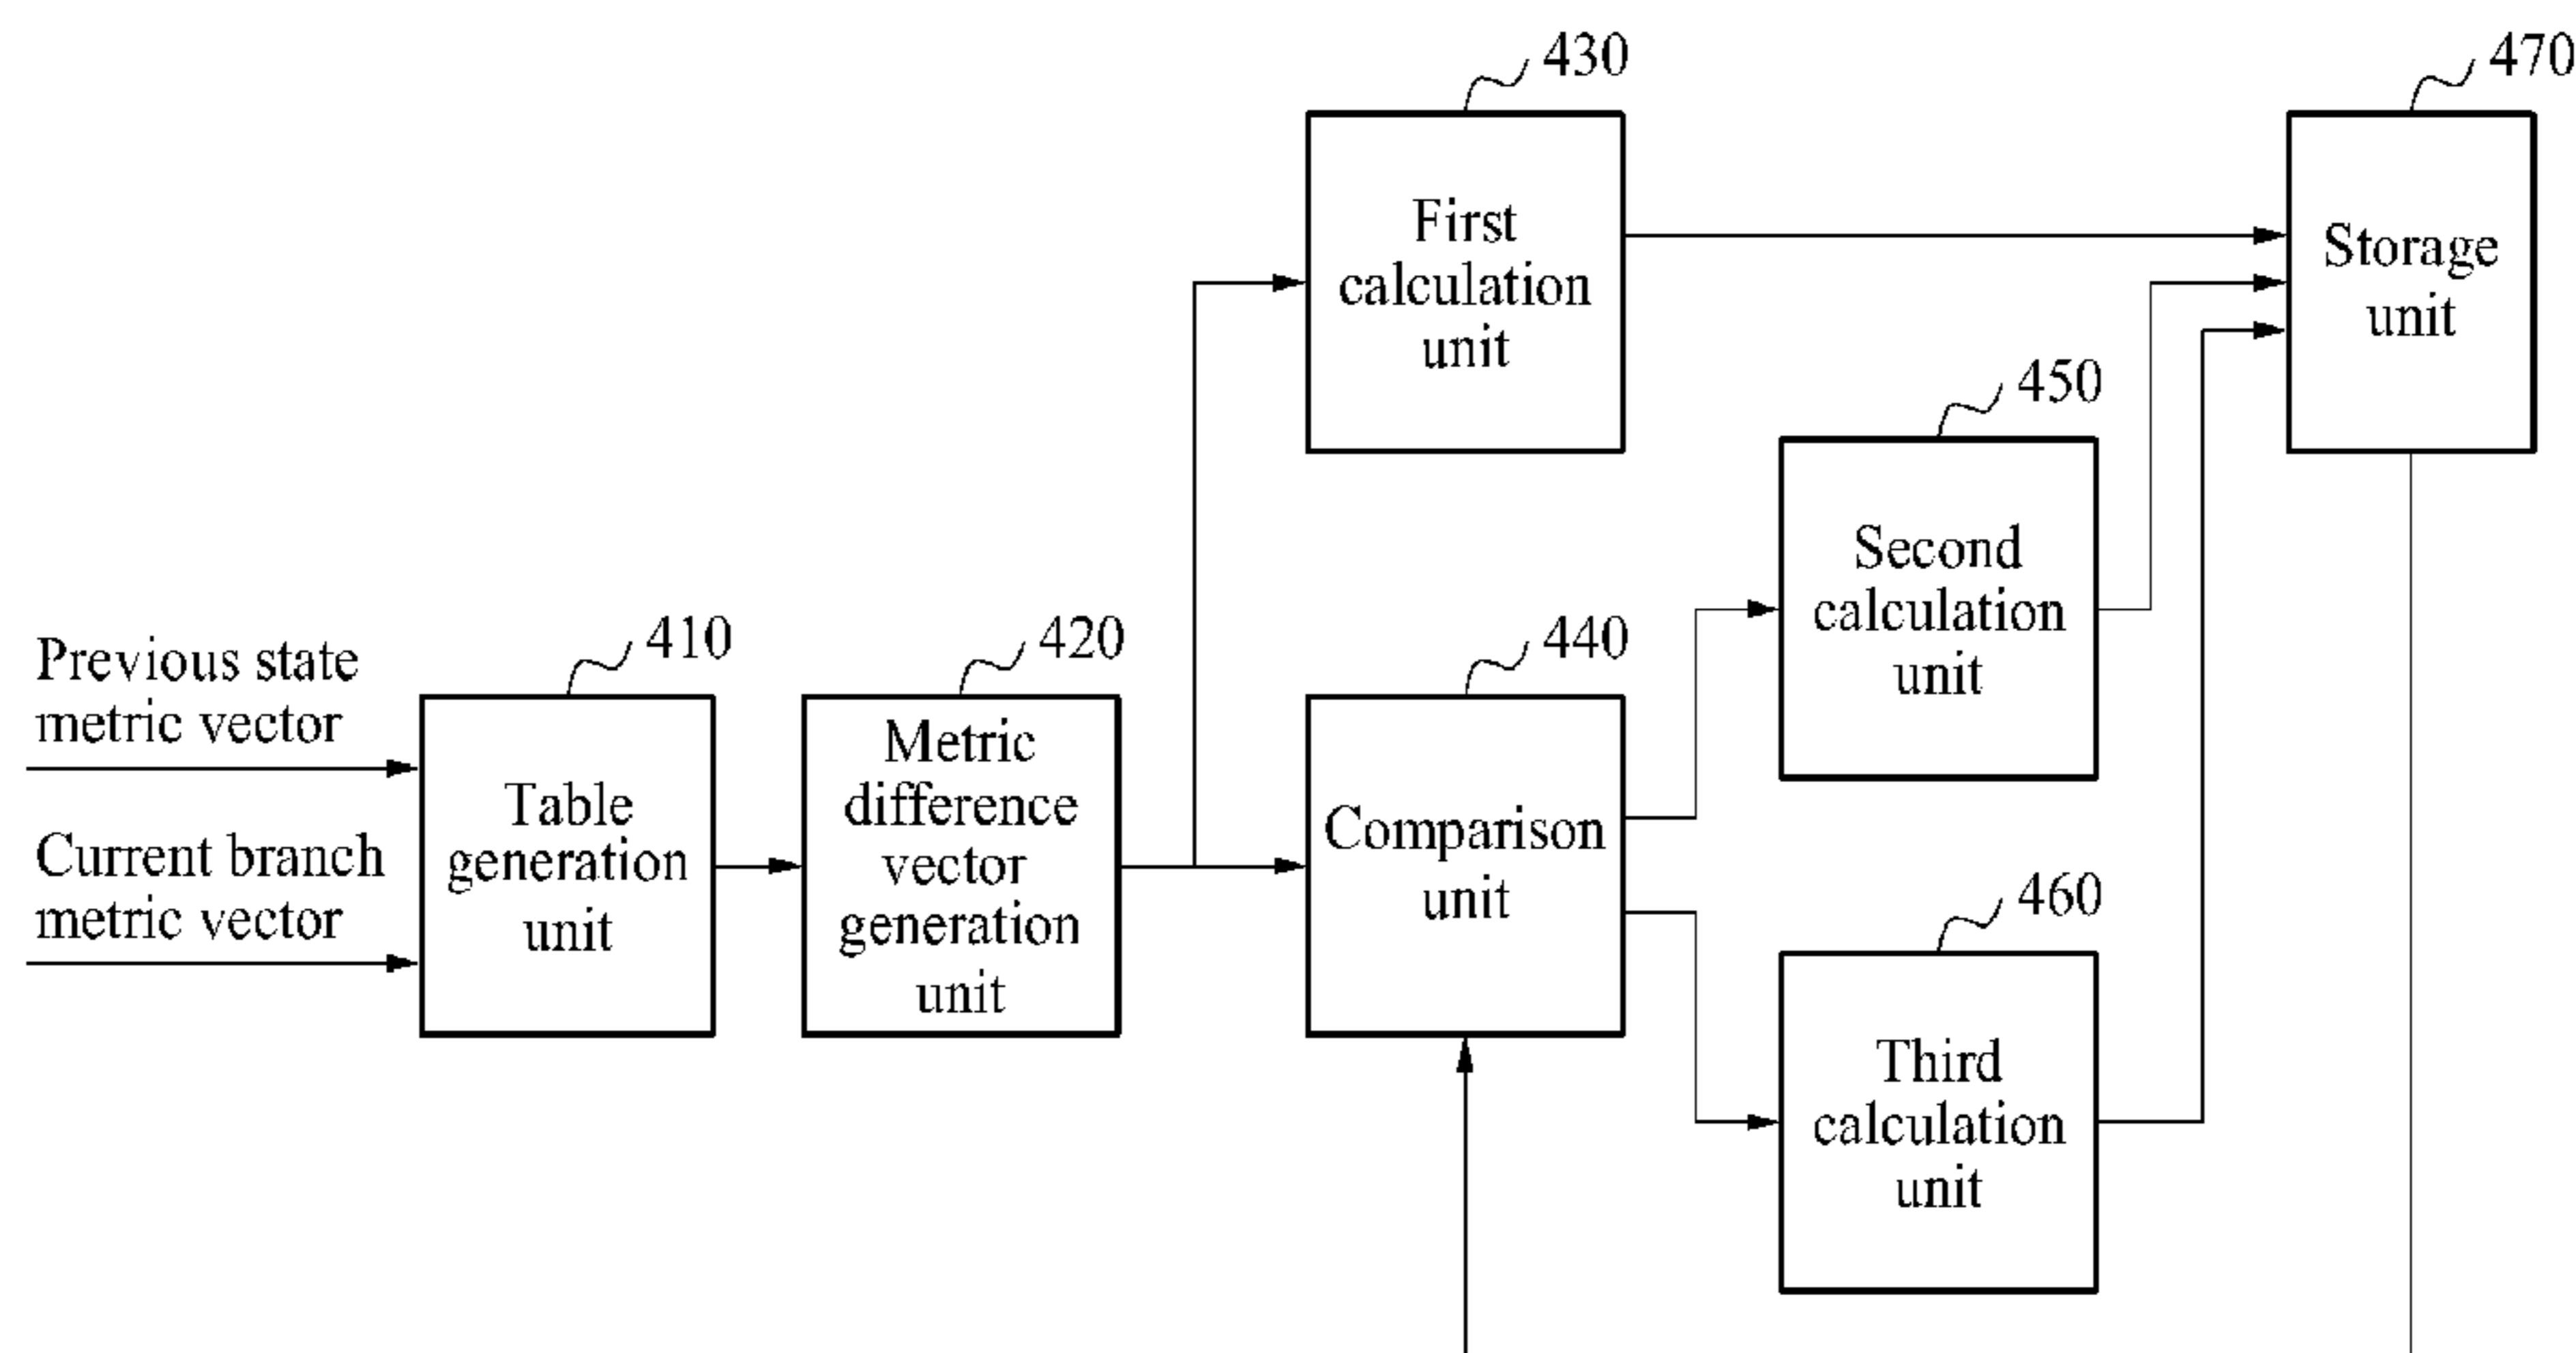 430
470
First
calculation
unit
Storage
unit
450
Second
calculation
unit
Previous state
metric vector
Current branch
metric vector
410
Table
generation
unit
420
Metric
difference
vector
generation
unit
440
Comparison
unit
460
Third
calculation
unit